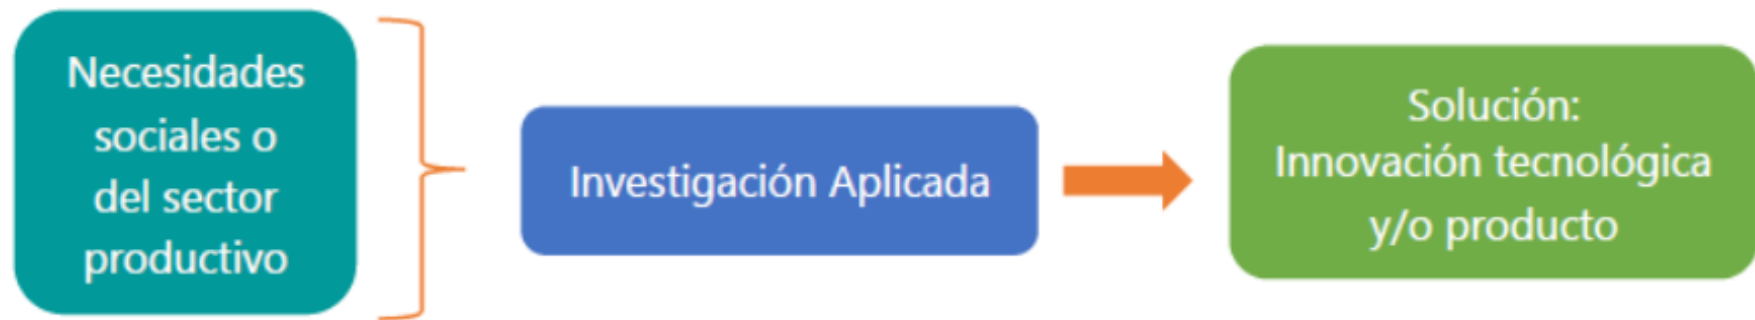 Necesidades
sociales o
del sector
productivo
Investigación Aplicada
Solución:
Innovación tecnológica
y/o producto